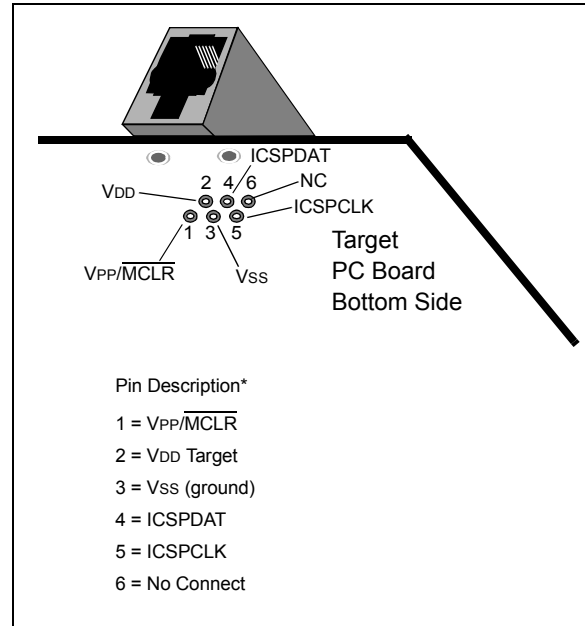 ICSPDAT
2 4 6 NC
VDD
ICSPCLK
1 3 5
Target
VPP/MCLR VSS
PC Board
Bottom Side
Pin Description*
1 = VPP/MCLR
2 = VDD Target
3 = VSS (ground)
4 = ICSPDAT
5 = ICSPCLK
6 = No Connect